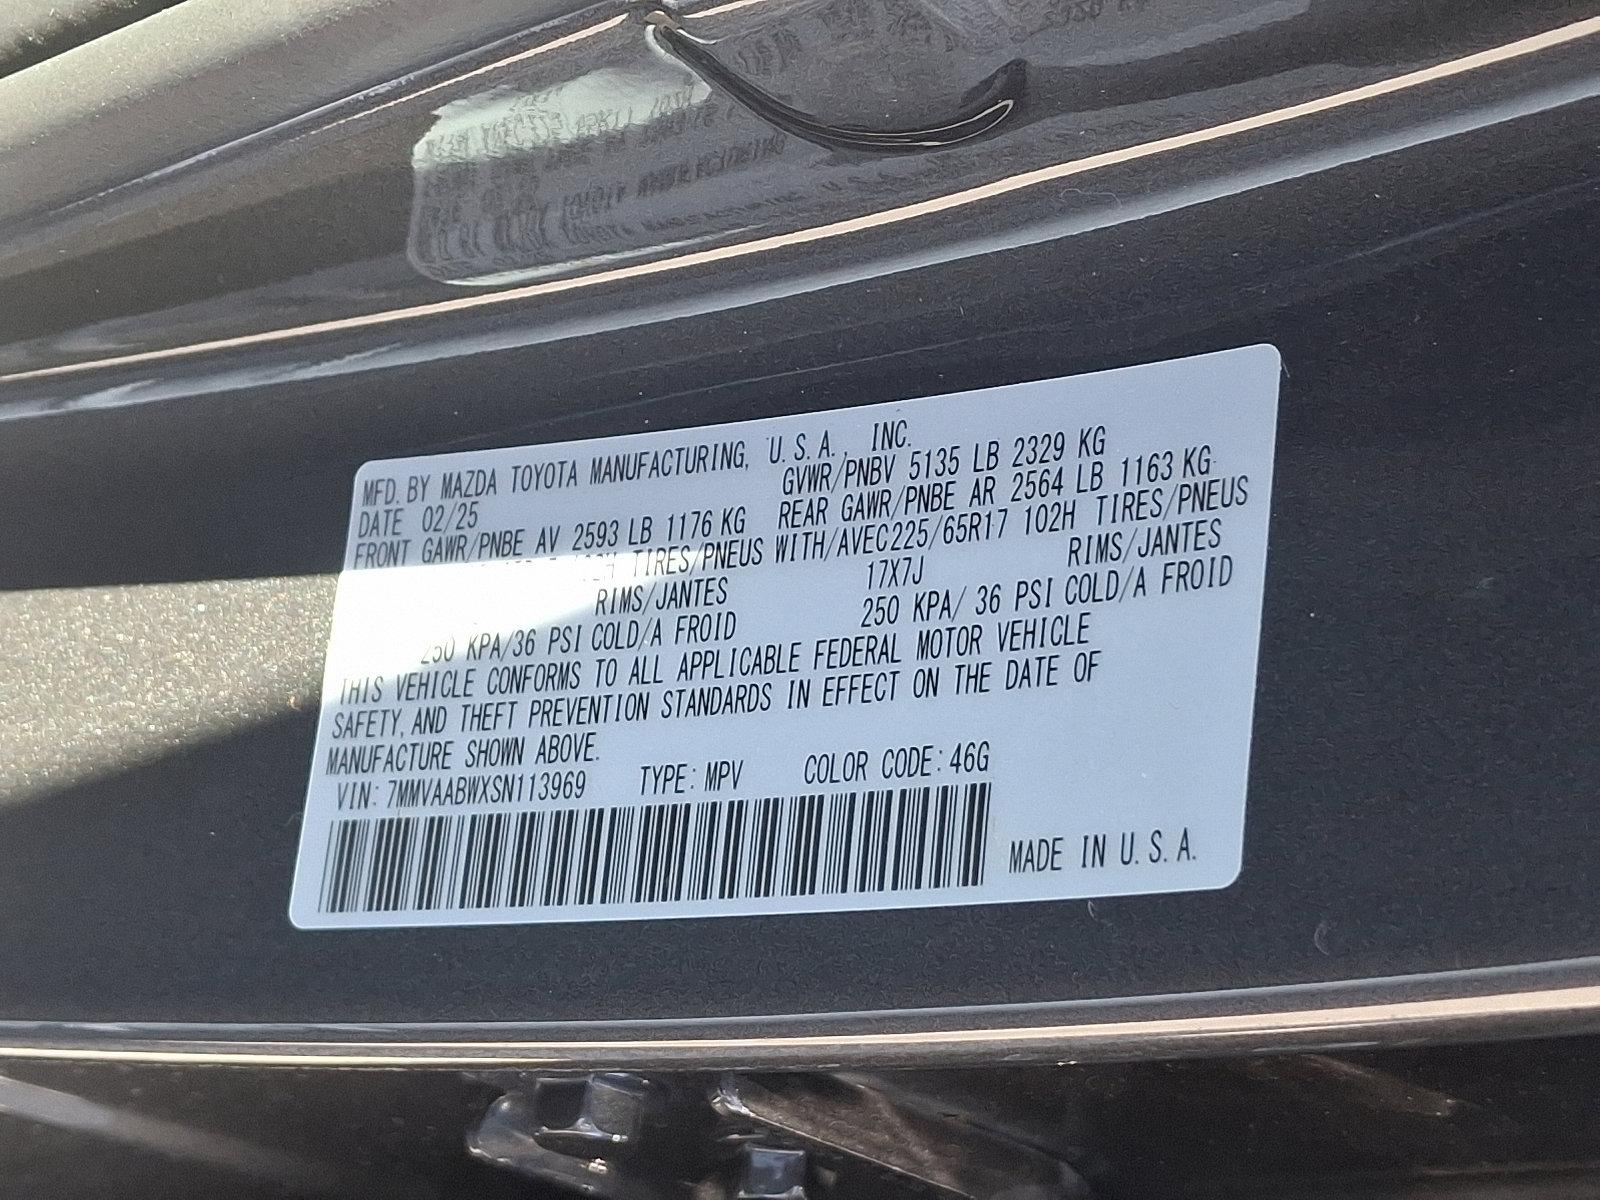 MFD. BY MAZDA TOYOTA MANUFACTURING, U.S.A., INC.
DATE 02/25 GVWR/PNBV 5135 LB 2329 KG
FRONT GAWR/PNBE AV 2593 LB 1176 KG REAR GAWR/PNBE AR 2564 LB 1163 KG
TIRES/PNEUS WITH/AVEC 225/65R17 102H TIRES/PNEUS
RIMS/JANTES 17X7J RIMS/JANTES
250 KPA/36 PSI COLD/A FROID 250 KPA/ 36 PSI COLD/A FROID
THIS VEHICLE CONFORMS TO ALL APPLICABLE FEDERAL MOTOR VEHICLE
SAFETY, AND THEFT PREVENTION STANDARDS IN EFFECT ON THE DATE OF
MANUFACTURE SHOWN ABOVE.
VIN: 7MMVAABWXSN113969 TYPE: MPV COLOR CODE: 46G
MADE IN U.S.A.